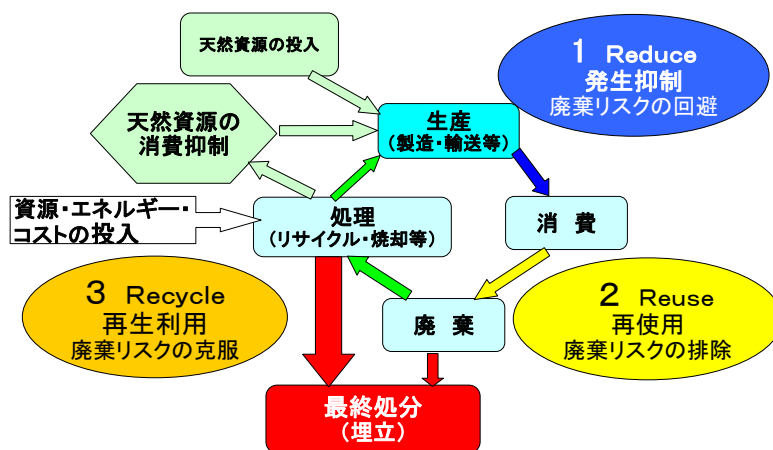 天然資源の投入
1 Reduce
発生抑制
廃棄リスクの回避
天然資源の
消費抑制
生産
(製造・輸送等)
資源・エネルギー・
コストの投入
処理
(リサイクル・焼却等)
消 費
3 Recycle
再生利用
廃棄リスクの克服
廃 棄
2 Reuse
再使用
廃棄リスクの排除
最終処分
(埋立)